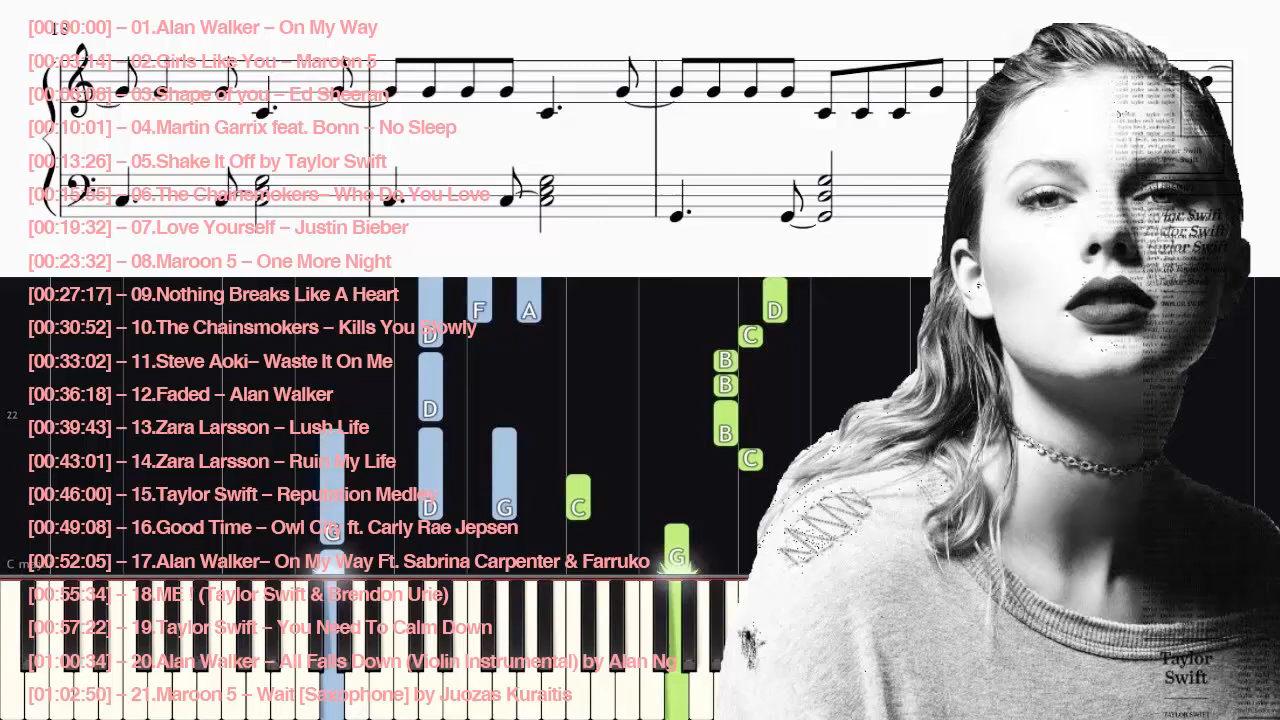 [00:00:00] – 01.Alan Walker – On My Way
[00:03:14] – 02.Girls Like You – Maroon 5
[00:06:08] – 03.Shape of you – Ed Sheeran
[00:10:01] – 04.Martin Garrix feat. Bonn – No Sleep
[00:13:26] – 05.Shake It Off by Taylor Swift
06.The Chainsmokers – Who Do You Love
[00:19:32] – 07.Love Yourself – Justin Bieber
[00:23:32] – 08.Maroon 5 – One More Night
[00:27:17] – 09.Nothing Breaks Like A Heart
F A D
[00:30:52] – 10.The Chainsmokers – Kills You Slowly
D C
[00:33:02] – 11.Steve Aoki– Waste It On Me
B
B
[00:36:18] – 12.Faded – Alan Walker
D
22
[00:39:43] – 13.Zara Larsson – Lush Life
B
[00:43:01] – 14.Zara Larsson – Ruin My Life
C
[00:46:00] – 15.Taylor Swift – Reputation Medley
D G C
[00:49:08] – 16.Good Time – Owl City ft. Carly Rae Jepsen
G
G
[00:52:05] – 17.Alan Walker– On My Way Ft. Sabrina Carpenter & Farruko
[00:55:34] – 18.ME ! (Taylor Swift & Brendon Urie)
[00:57:22] – 19.Taylor Swift – You Need To Calm Down
[01:00:34] – 20.Alan Walker – All Falls Down (Violin Instrumental) by Alan Ng
[01:02:50] – 21.Maroon 5 – Wait [Saxophone] by Juozas Kuraitis
Taylor
Swift
TAYLOR SWIFT